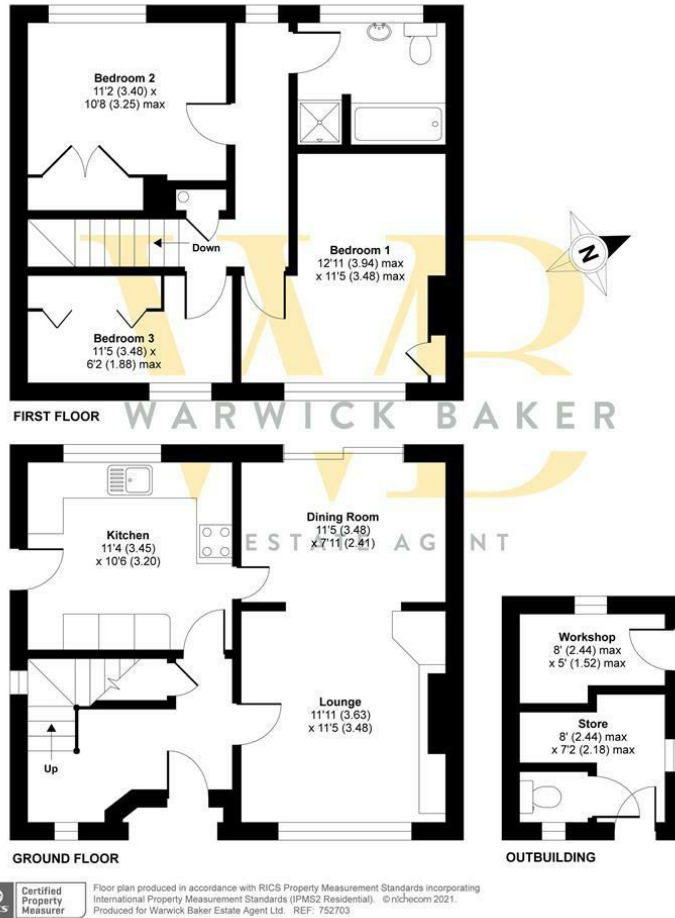 Bedroom 2
11'2 (3.40) x
10'8 (3.25) max
Down
Bedroom 1
12'11 (3.94) max
x 11'5 (3.48) max
N
Bedroom 3
11'5 (3.48) x
6'2 (1.88) max
FIRST FLOOR
WARWICK BAKER
Kitchen
11'4 (3.45)
x 10'6 (3.20)
Dining Room
11'5 (3.48)
x 7'11 (2.41)
ESTATE AGENT
Workshop
8' (2.44) max
x 5' (1.52) max
Lounge
11'11 (3.63)
x 11'5 (3.48)
Store
8' (2.44) max
x 7'2 (2.18) max
Up
GROUND FLOOR
OUTBUILDING
Certified
Property
Measurer
Floor plan produced in accordance with RICS Property Measurement Standards incorporating
International Property Measurement Standards (IPMS2 Residential). © nichecom 2021.
Produced for Warwick Baker Estate Agent Ltd. REF: 752703